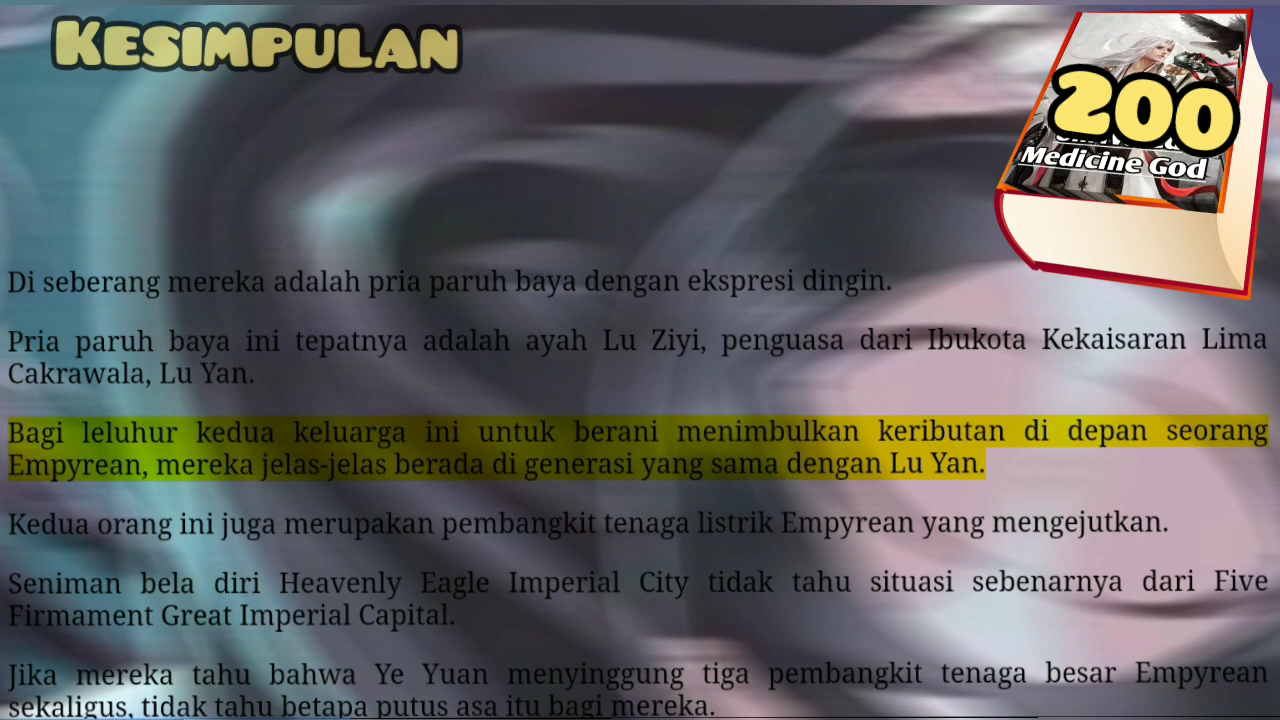 Kesimpulan
200
Medicine God
Di seberang mereka adalah pria paruh baya dengan ekspresi dingin.
Pria paruh baya ini tepatnya adalah ayah Lu Ziyi, penguasa dari Ibukota Kekaisaran Lima
Cakrawala, Lu Yan.
Bagi leluhur kedua keluarga ini untuk berani menimbulkan keributan di depan seorang
Empyrean, mereka jelas-jelas berada di generasi yang sama dengan Lu Yan.
Kedua orang ini juga merupakan pembangkit tenaga listrik Empyrean yang mengejutkan.
Seniman bela diri Heavenly Eagle Imperial City tidak tahu situasi sebenarnya dari Five
Firmament Great Imperial Capital.
Jika mereka tahu bahwa Ye Yuan menyinggung tiga pembangkit tenaga besar Empyrean
sekaligus, tidak tahu betapa putus asa itu bagi mereka.